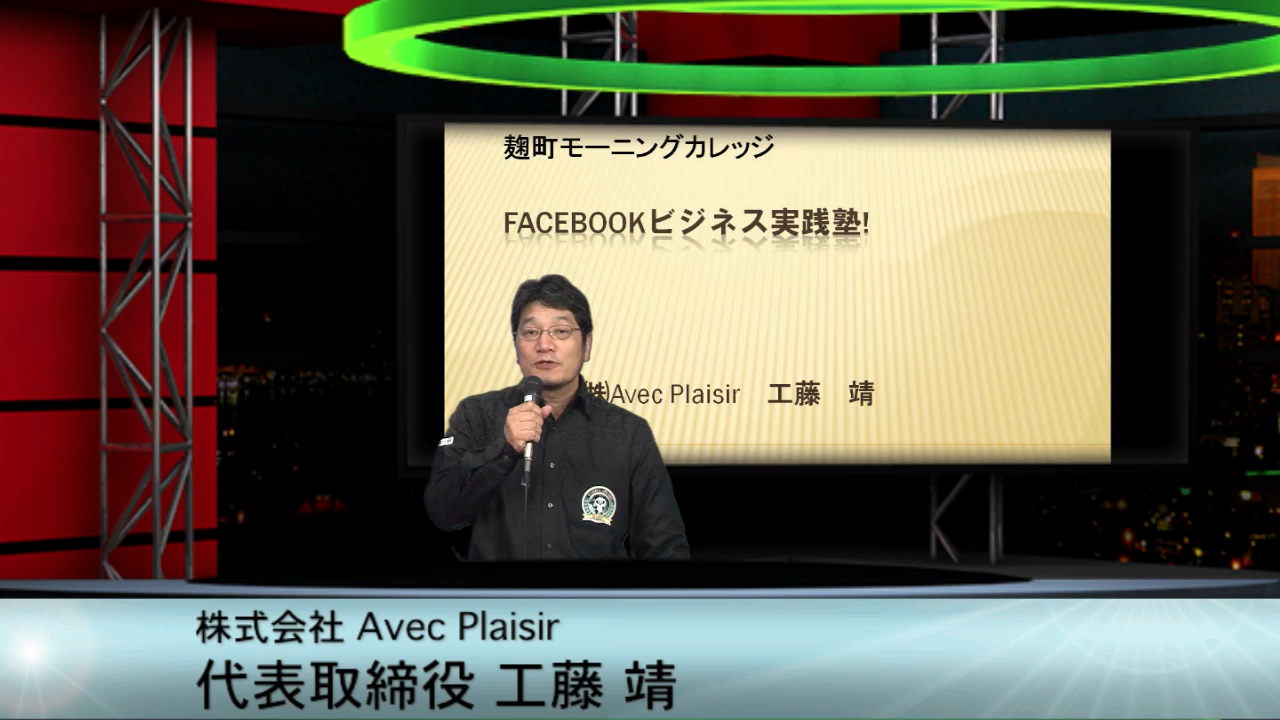 麹町モーニングカレッジ
FACEBOOKビジネス実践塾!
㈱Avec Plaisir 工藤 靖
株式会社 Avec Plaisir
代表取締役 工藤 靖